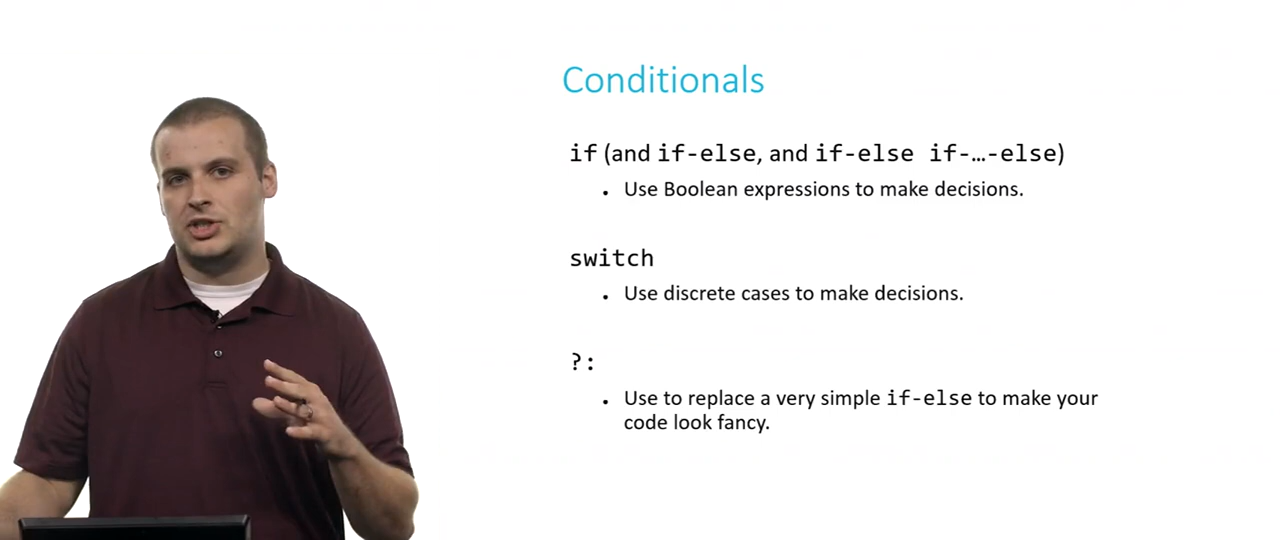 Conditionals
if (and if-else, and if-else if-…-else)
• Use Boolean expressions to make decisions.
switch
• Use discrete cases to make decisions.
?:
• Use to replace a very simple if-else to make your
code look fancy.